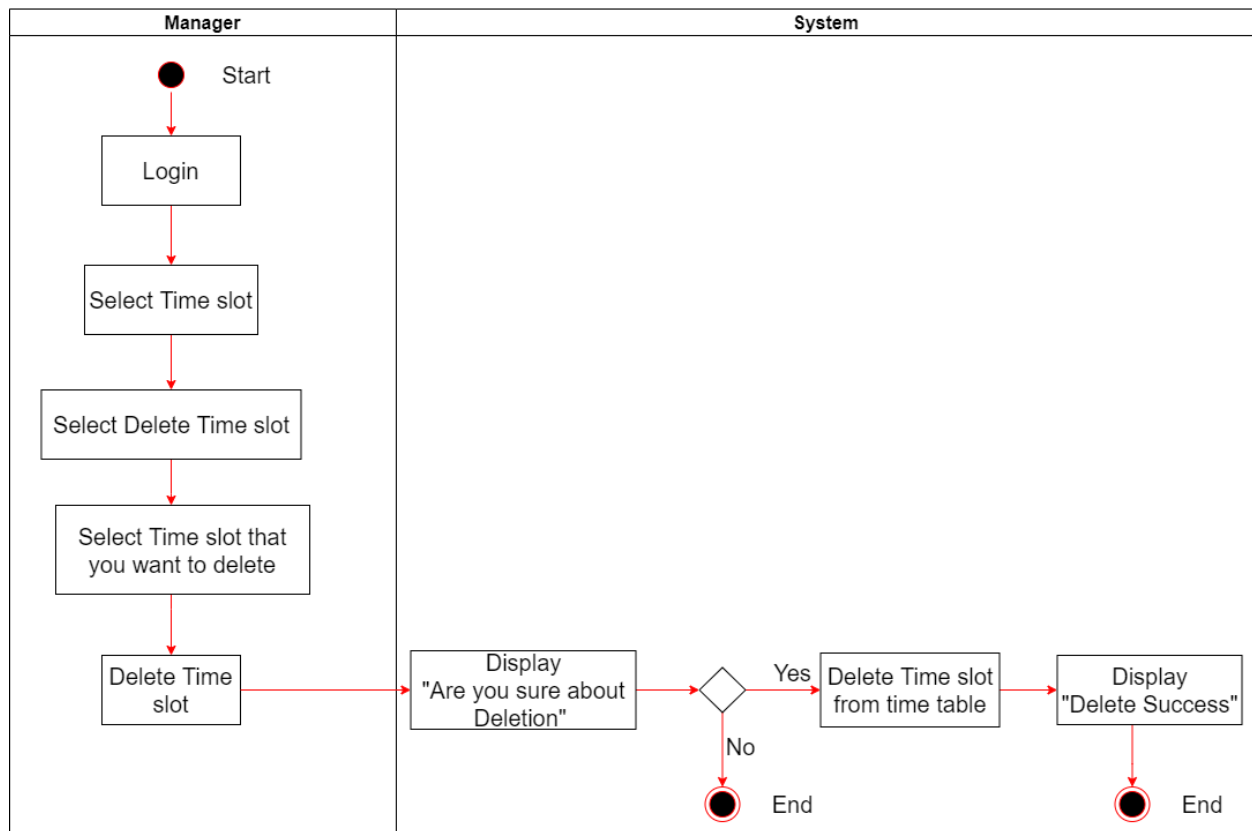 Manager
System
Start
Login
Select Time slot
Select Delete Time slot
Select Time slot that
you want to delete
Delete Time
slot
Display
"Are you sure about
Deletion"
Yes
No
End
Delete Time slot
from time table
Display
"Delete Success"
End